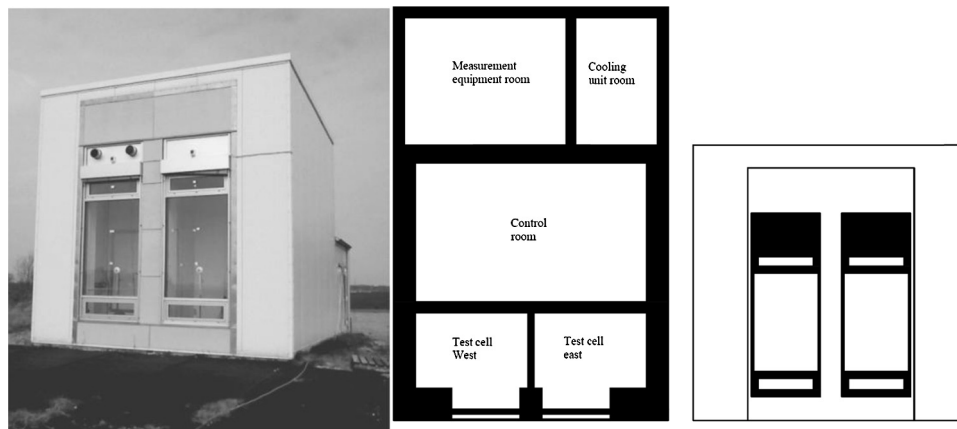 Measurement
equipment room
Cooling
unit room
Control
room
Test cell
West
Test cell
east